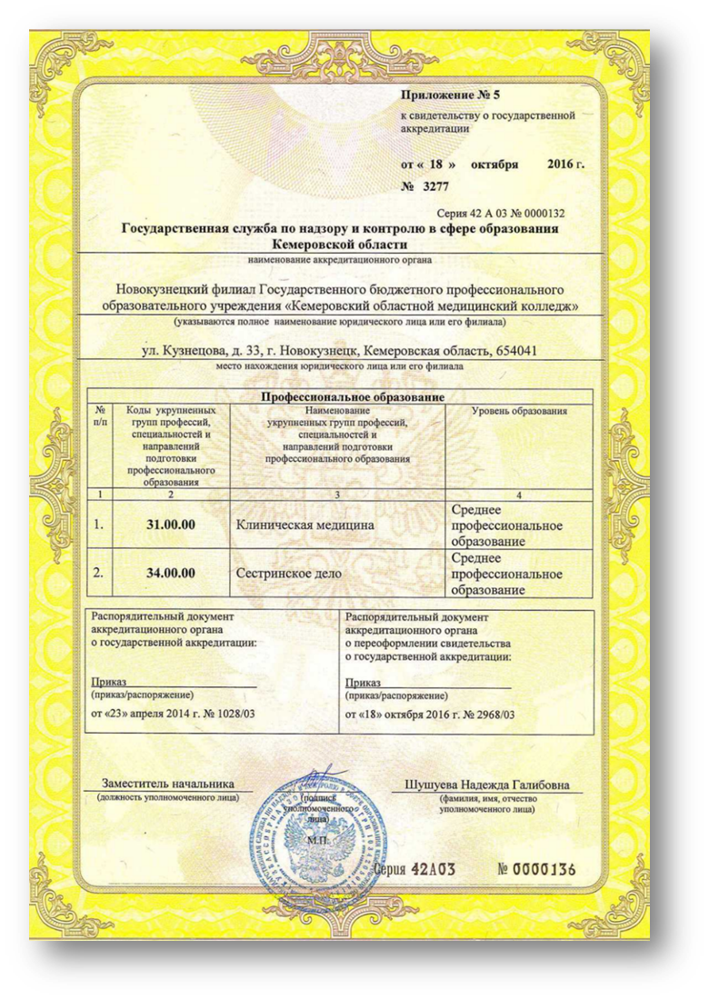 Приложение № 5
к свидетельству о государственной
аккредитации
от « 18 » октября 2016 г.
№ 3277
Серия 42 А 03 № 0000132
Государственная служба по надзору и контролю в сфере образования
Кемеровской области
наименование аккредитационного органа
Новокузнецкий филиал Государственного бюджетного профессионального
образовательного учреждения «Кемеровский областной медицинский колледж»
(указываются полное наименование юридического лица или его филиала)
ул. Кузнецова, д. 33, г. Новокузнецк, Кемеровская область, 654041
место нахождения юридического лица или его филиала
Профессиональное образование
№
п/п
Коды укрупненных
групп профессий,
специальностей и
направлений
подготовки
профессионального
образования
Наименование
укрупненных групп профессий,
специальностей и
направлений подготовки
профессионального образования
Уровень образования
1 2 3 4
1. 31.00.00 Клиническая медицина
Среднее
профессиональное
образование
2. 34.00.00 Сестринское дело
Среднее
профессиональное
образование
Распорядительный документ
аккредитационного органа
о государственной аккредитации:
Приказ
(приказ/распоряжение)
от «23» апреля 2014 г. № 1028/03
Распорядительный документ
аккредитационного органа
о переоформлении свидетельства
о государственной аккредитации:
Приказ
(приказ/распоряжение)
от «18» октября 2016 г. № 2968/03
Заместитель начальника
(должность уполномоченного лица)
(подпись
уполномоченного
лица)
М.П.
Шушуева Надежда Галибовна
(фамилия, имя, отчество
уполномоченного лица)
Серия 42А03 № 0000136